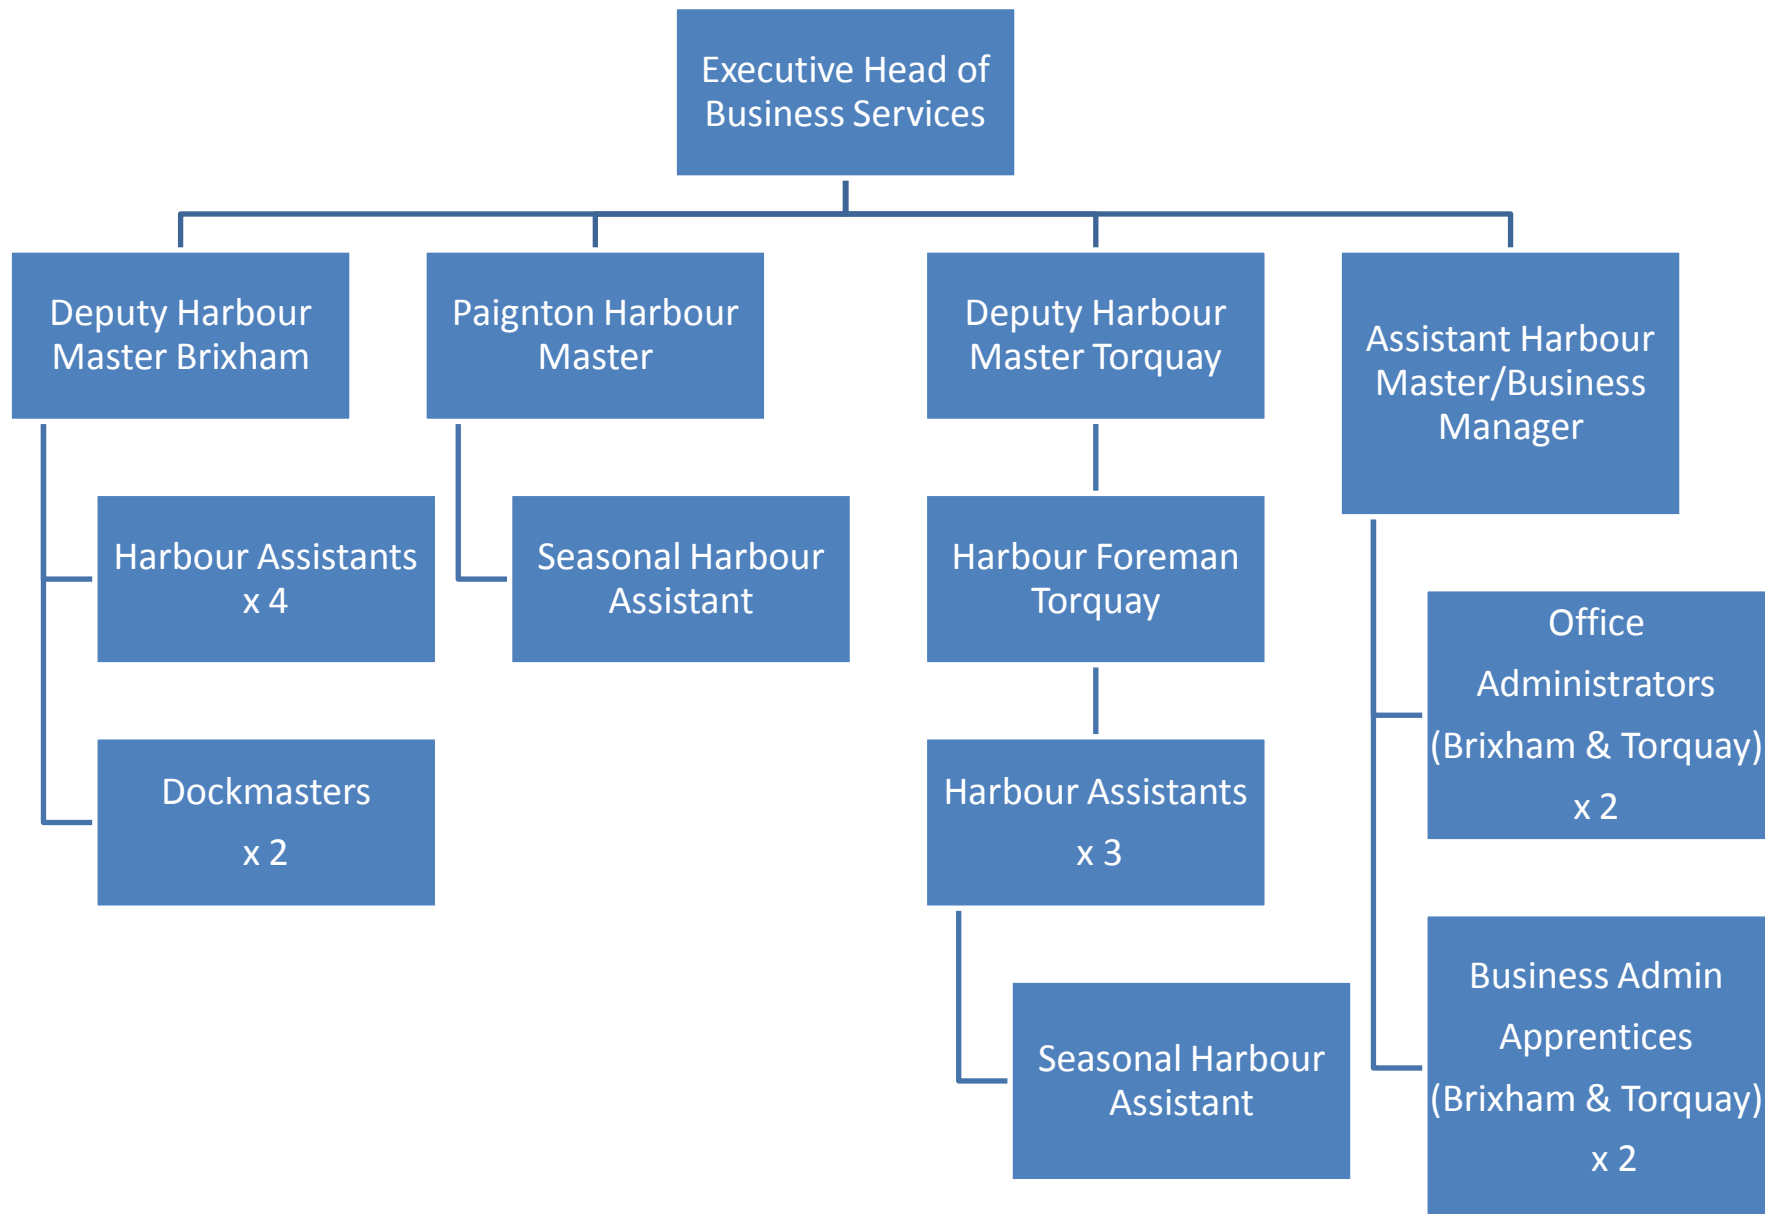 Executive Head of
Business Services
Deputy Harbour
Master Brixham
Paignton Harbour
Master
Deputy Harbour
Master Torquay
Assistant Harbour
Master/Business
Manager
Harbour Assistants
x 4
Seasonal Harbour
Assistant
Harbour Foreman
Torquay
Office
Administrators
(Brixham & Torquay)
x 2
Dockmasters
x 2
Harbour Assistants
x 3
Business Admin
Apprentices
(Brixham & Torquay)
x 2
Seasonal Harbour
Assistant